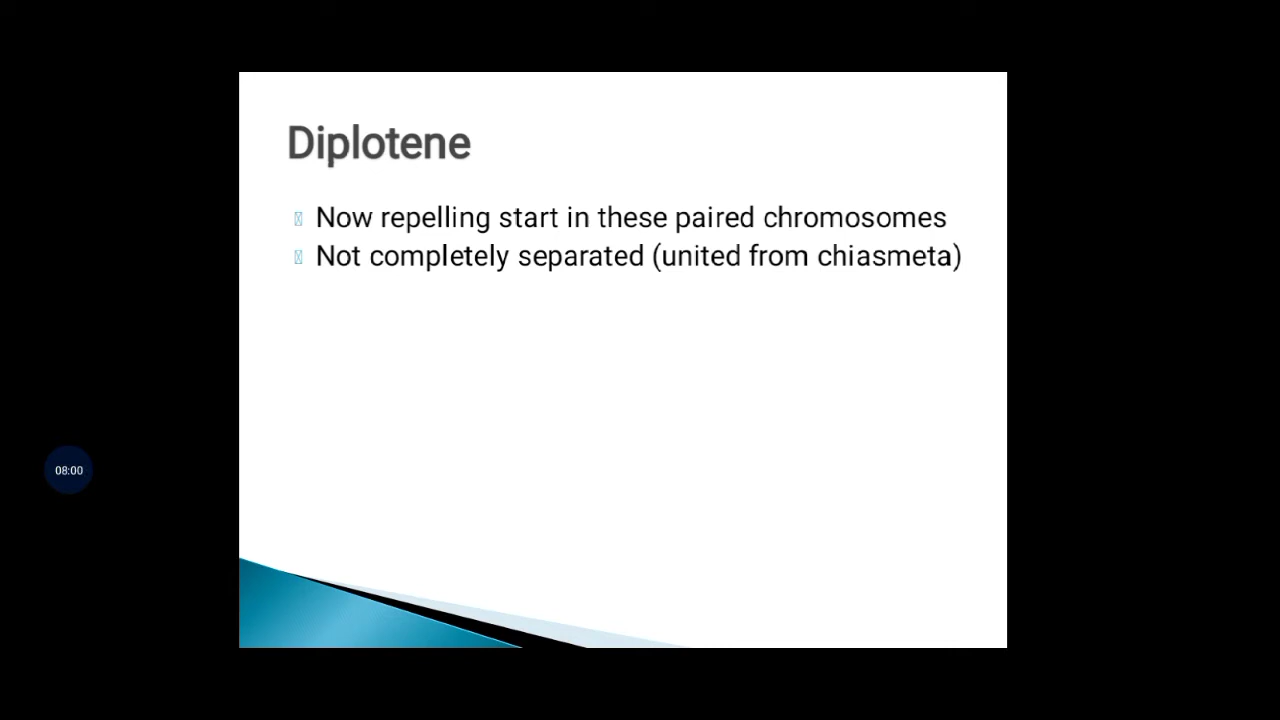 Diplotene
Now repelling start in these paired chromosomes
Not completely separated (united from chiasmeta)
08:00